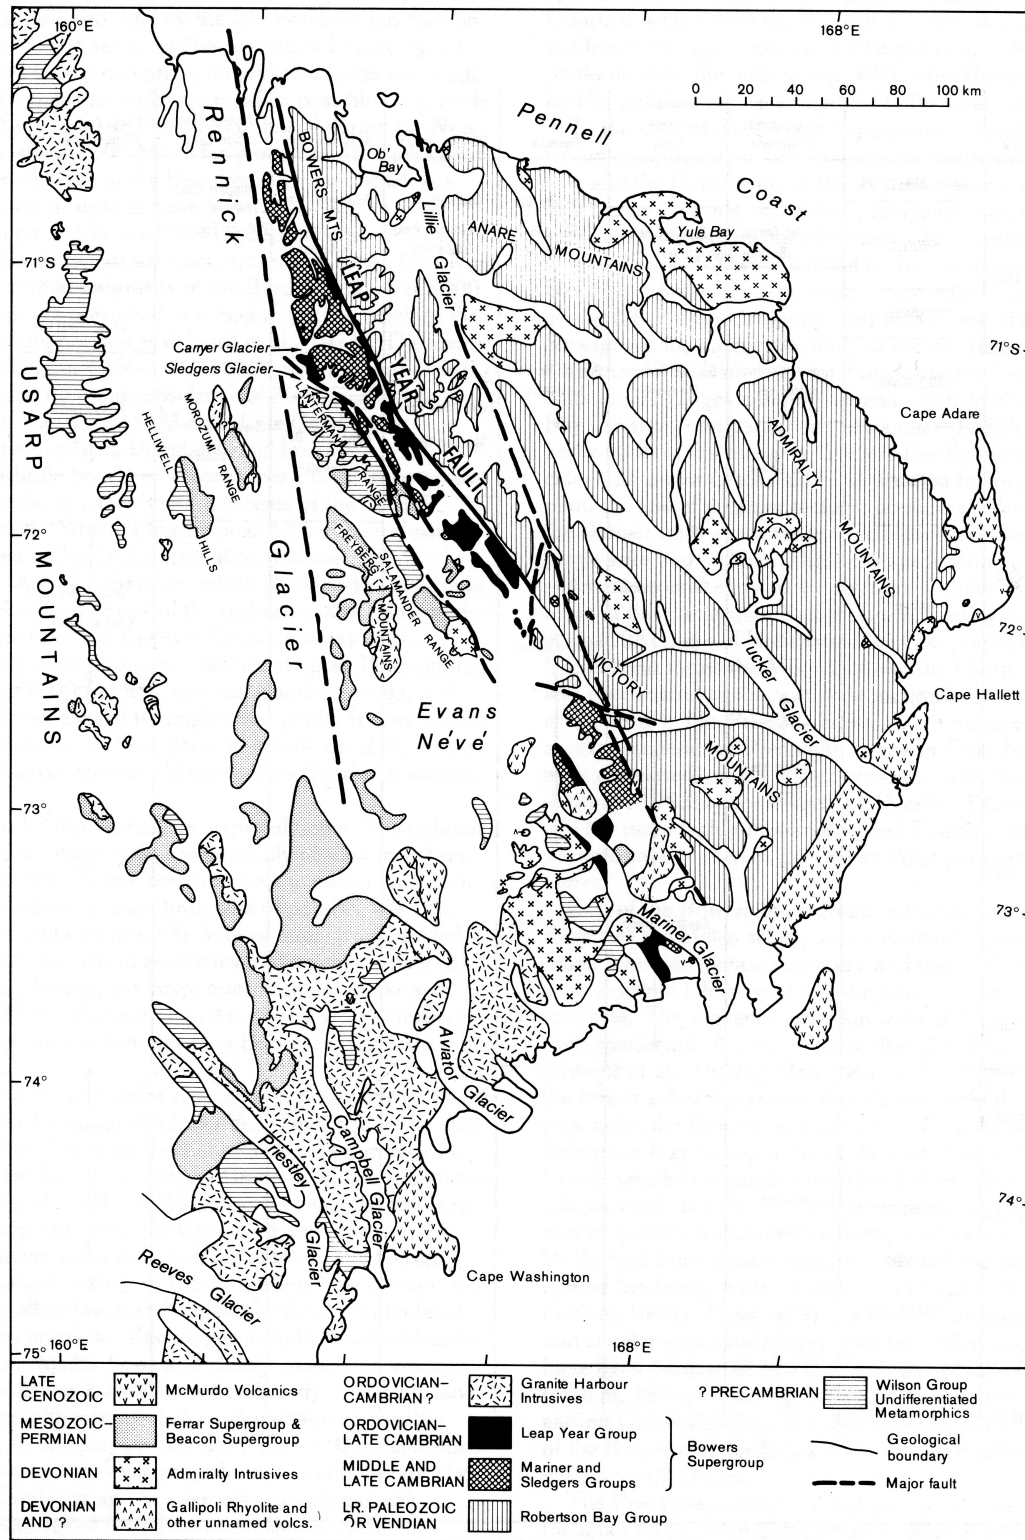 160°E
168°E
0 20 40 60 80 100 km
Pennell
Coast
Rennick
Glacier
BOWERS MTS
Ob'
Bay
Lillie
Glacier
ANARE
MOUNTAINS
Yule Bay
71°S
71°S
LEAP
YEAR
FAULT
Carryer Glacier
Sledgers Glacier
USARP
MOUNTAINS
MOROZUMI
RANGE
HELLIWELL
HILLS
LANTERMAN
RANGE
Cape Adare
ADMIRALTY
MOUNTAINS
72°
72°
FREYBERG
MOUNTAINS
SALAMANDER
RANGE
VICTORY
MOUNTAINS
Tucker
Glacier
Cape Hallett
Evans
Névé
73°
73°
Mariner Glacier
Aviator
Glacier
74°
74°
Priestley
Glacier
Campbell
Glacier
Reeves
Glacier
Cape Washington
75°
160°E
168°E
LATE
CENOZOIC
McMurdo Volcanics
MESOZOIC–
PERMIAN
Ferrar Supergroup &
Beacon Supergroup
DEVONIAN
Admiralty Intrusives
DEVONIAN
AND ?
Gallipoli Rhyolite and
other unnamed volcs.
ORDOVICIAN–
CAMBRIAN?
Granite Harbour
Intrusives
ORDOVICIAN–
LATE CAMBRIAN
Leap Year Group
MIDDLE AND
LATE CAMBRIAN
Mariner and
Sledgers Groups
Bowers
Supergroup
LR. PALEOZOIC
OR VENDIAN
Robertson Bay Group
? PRECAMBRIAN
Wilson Group
Undifferentiated
Metamorphics
Geological
boundary
Major fault